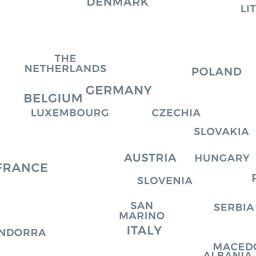 DENMARK
LIT
THE
NETHERLANDS
POLAND
GERMANY
BELGIUM
LUXEMBOURG
CZECHIA
SLOVAKIA
AUSTRIA
HUNGARY
FRANCE
SLOVENIA
SAN
MARINO
SERBIA
ITALY
NDORRA
MACEDO
ALBANIA